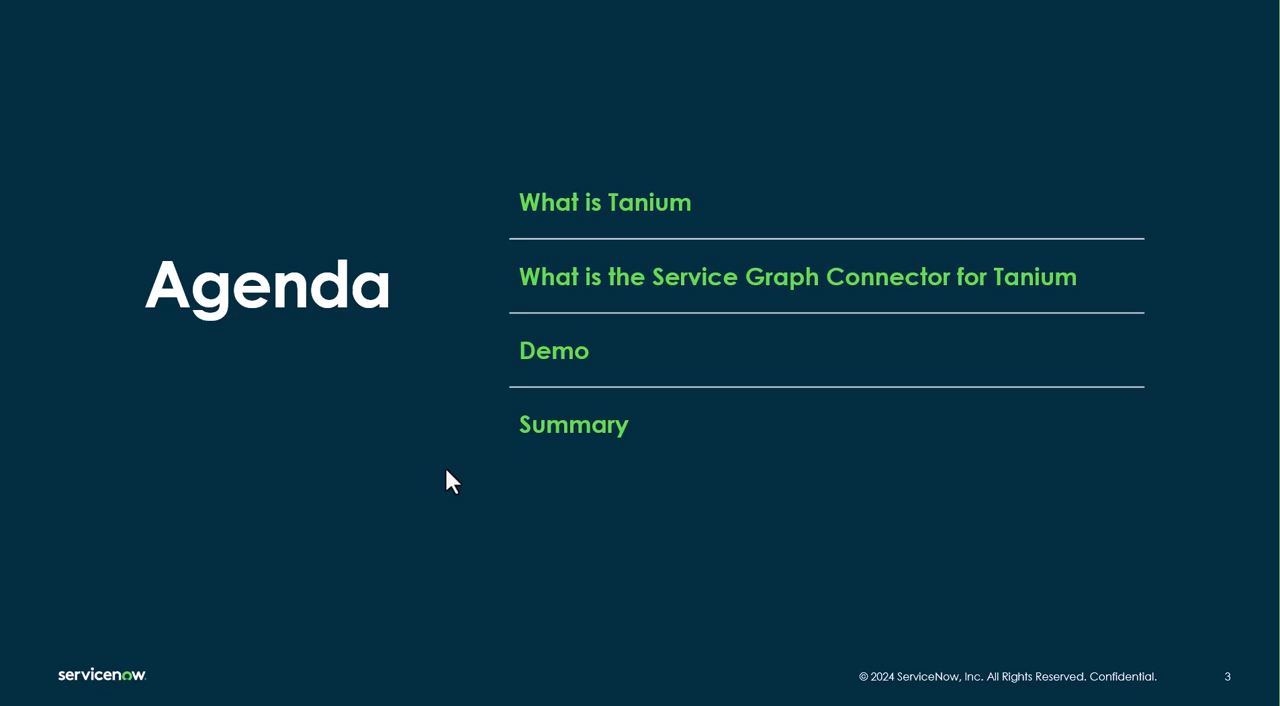 Agenda
What is Tanium
What is the Service Graph Connector for Tanium
Demo
Summary
servicenow
© 2024 ServiceNow, Inc. All Rights Reserved. Confidential.
3